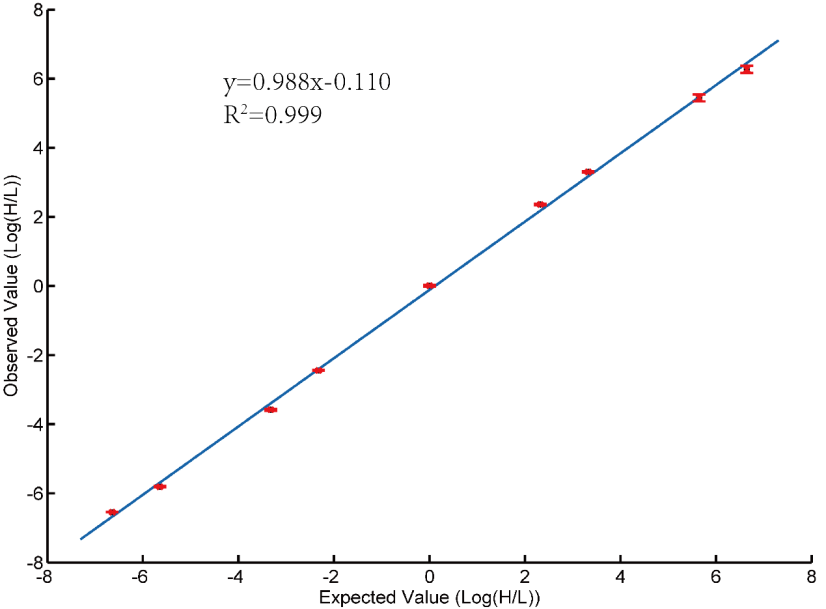 8
6
4
2
0
-2
-4
-6
-8
Observed Value (Log(H/L))
y=0.988x-0.110
R²=0.999
-8 -6 -4 -2 0 2 4 6 8
Expected Value (Log(H/L))